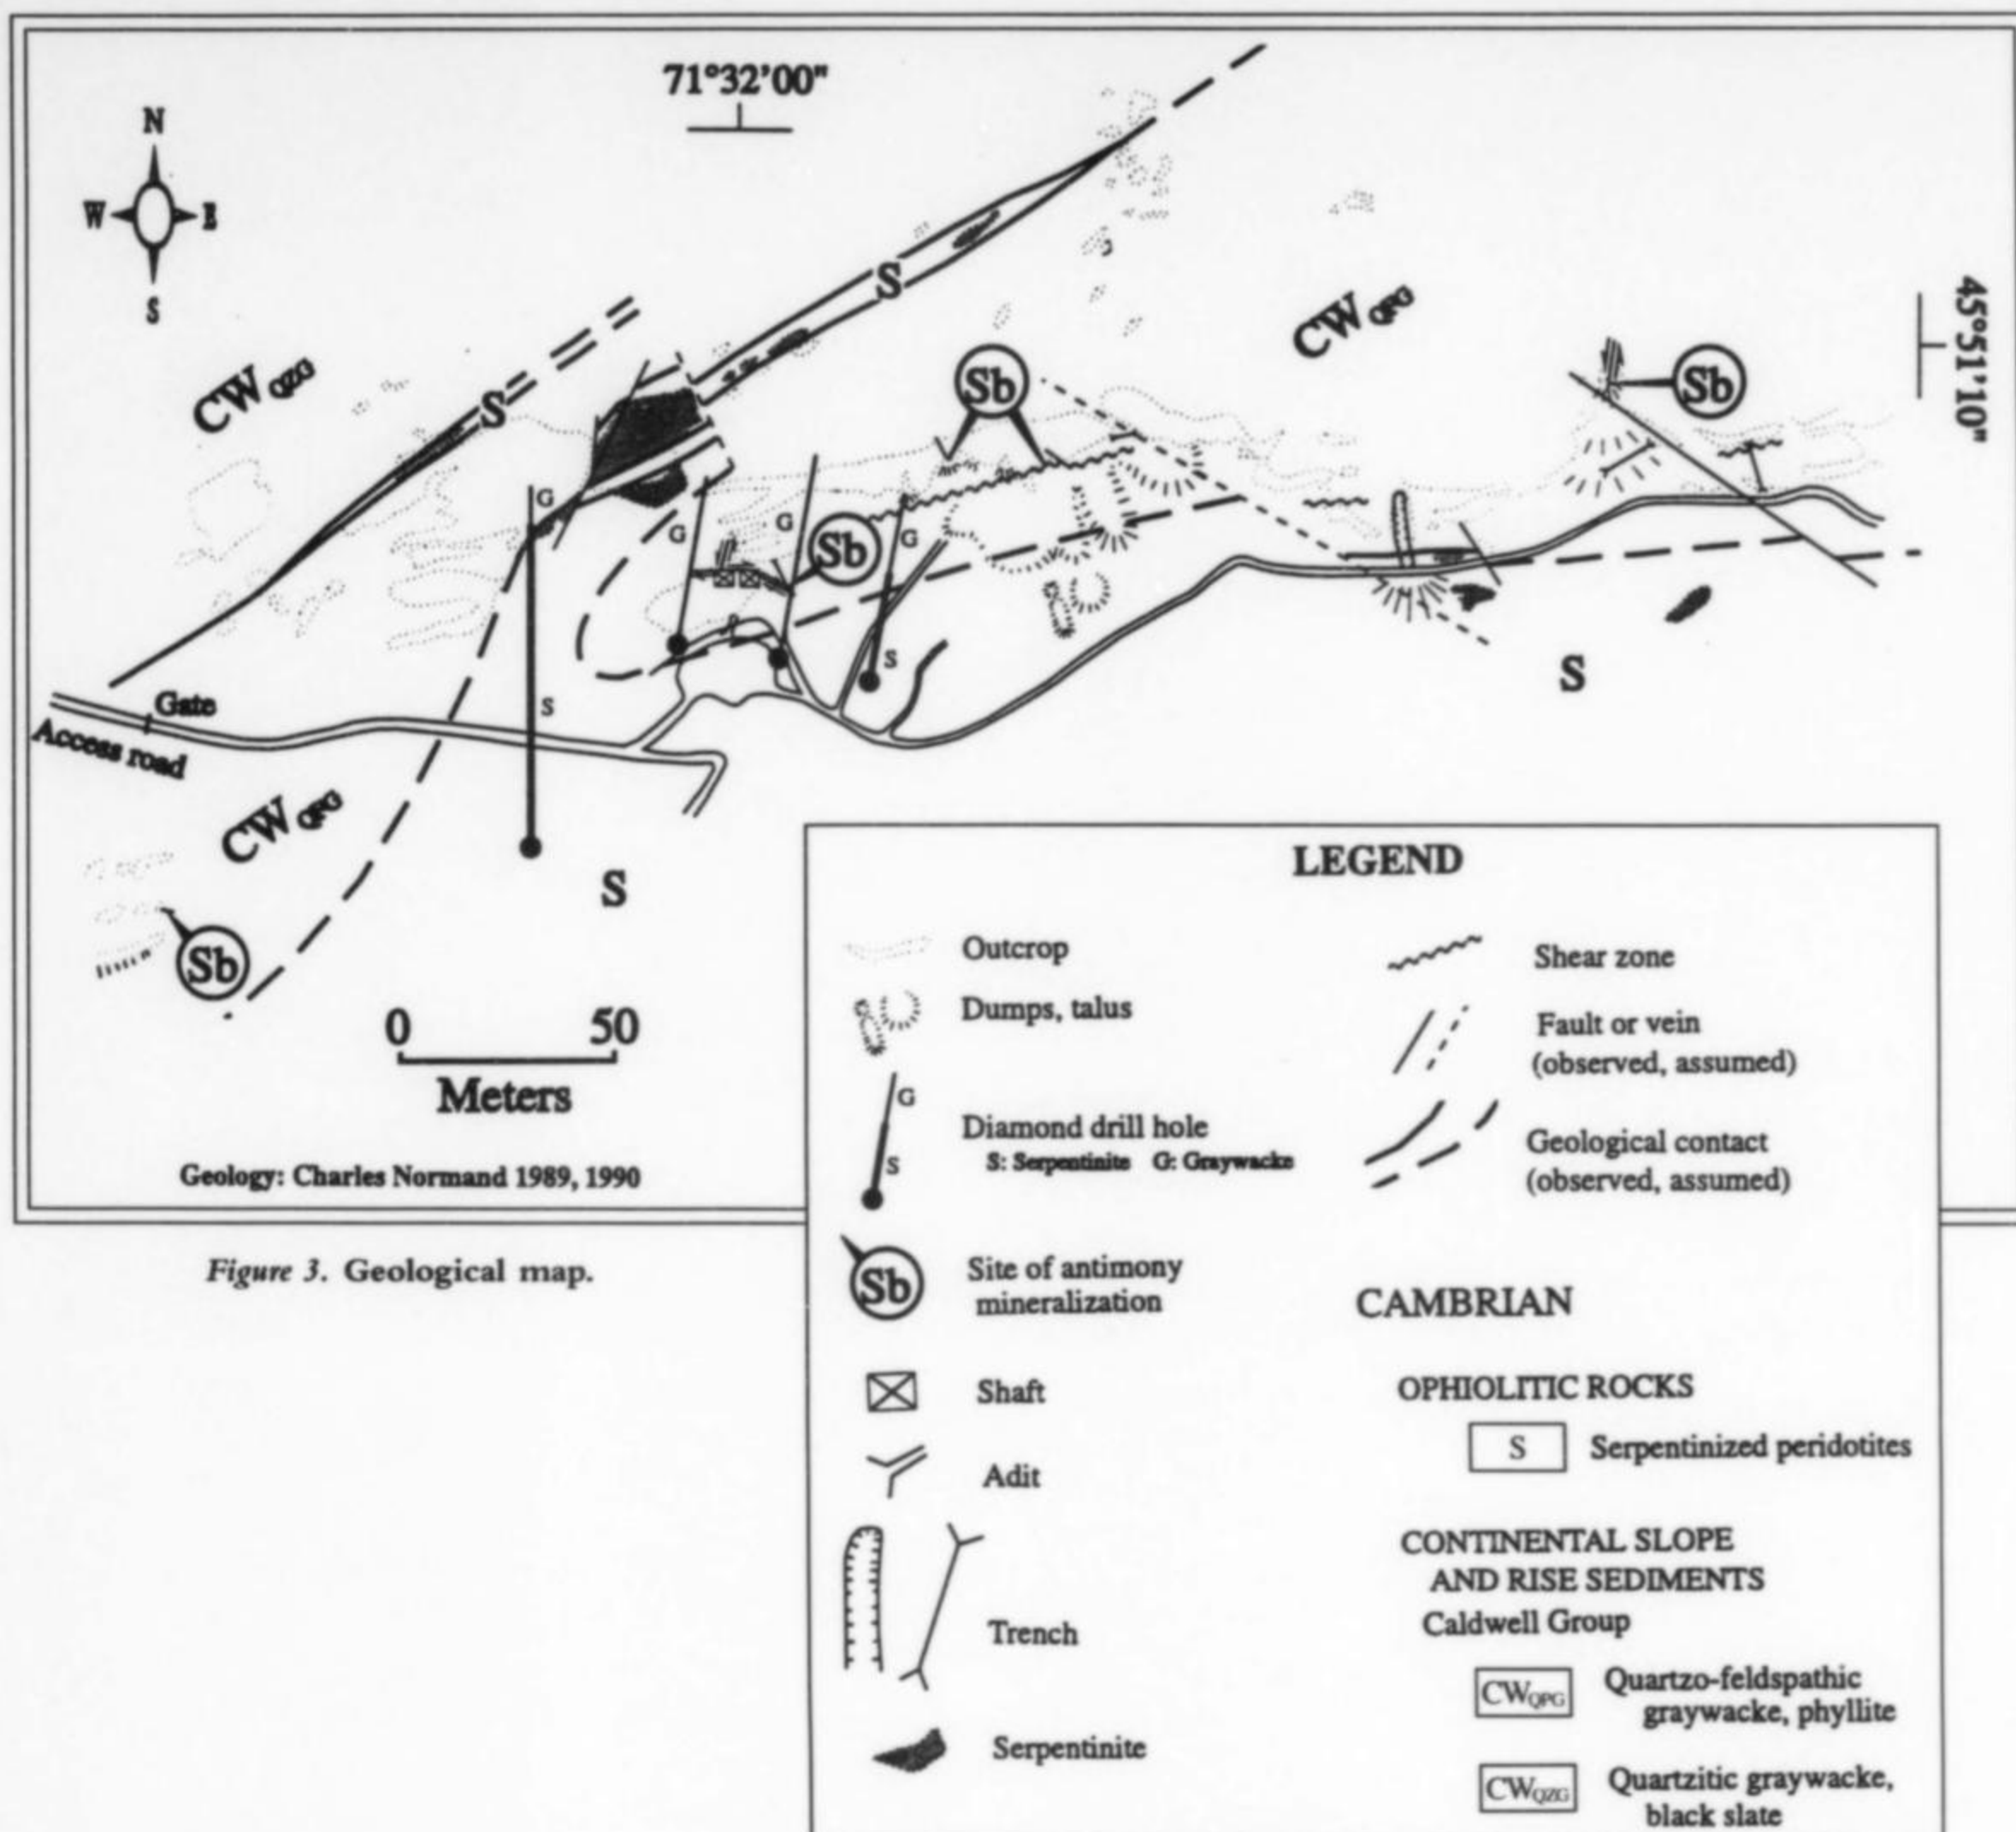 71°32'00"
N
W E
S
45°51'10"
CW QFG
S
Sb
Sb
CW QZG
S
G
G
G
G
Sb
S
S
S
Gate
Access road
CW QFG
S
Sb
0 50
Meters
Geology: Charles Normand 1989, 1990
Figure 3. Geological map.
LEGEND
Outcrop
Dumps, talus
G
S
Diamond drill hole
S: Serpentinite G: Graywacke
Sb
Site of antimony
mineralization
Shaft
Adit
Trench
Serpentinite
Shear zone
Fault or vein
(observed, assumed)
Geological contact
(observed, assumed)
CAMBRIAN
OPHIOLITIC ROCKS
S Serpentinized peridotites
CONTINENTAL SLOPE
AND RISE SEDIMENTS
Caldwell Group
CWQPG Quartzo-feldspathic
graywacke, phyllite
CWQZG Quartzitic graywacke,
black slate